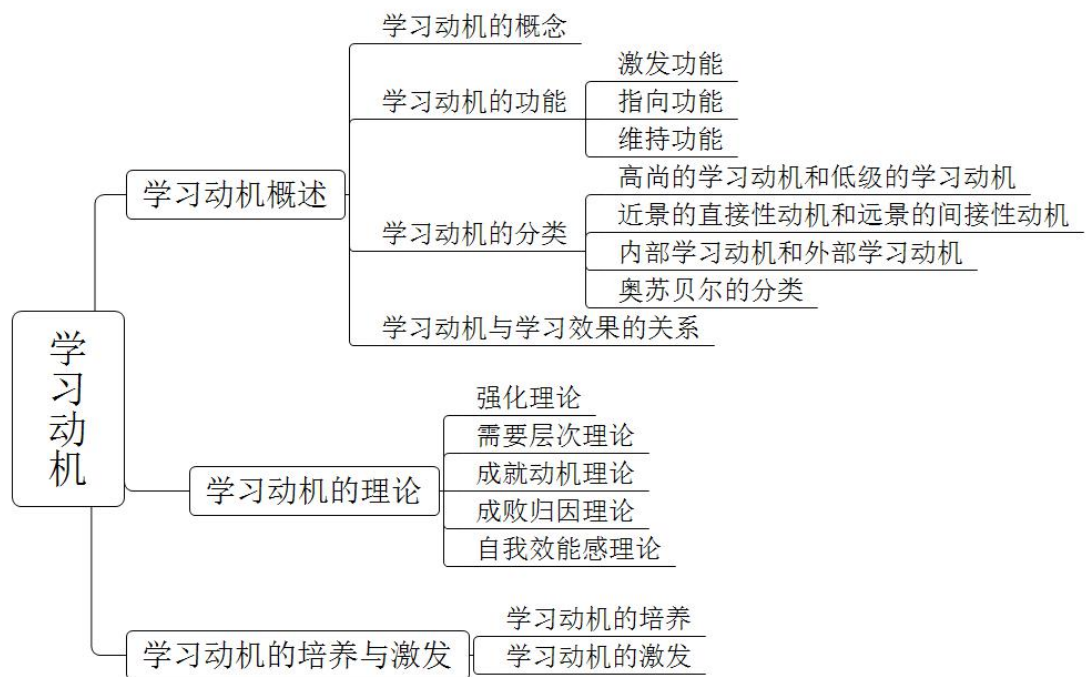 学习动机
学习动机概述
学习动机的概念
学习动机的功能
激发功能
指向功能
维持功能
学习动机的分类
高尚的学习动机和低级的学习动机
近景的直接性动机和远景的间接性动机
内部学习动机和外部学习动机
奥苏贝尔的分类
学习动机与学习效果的关系
学习动机的理论
强化理论
需要层次理论
成就动机理论
成败归因理论
自我效能感理论
学习动机的培养与激发
学习动机的培养
学习动机的激发